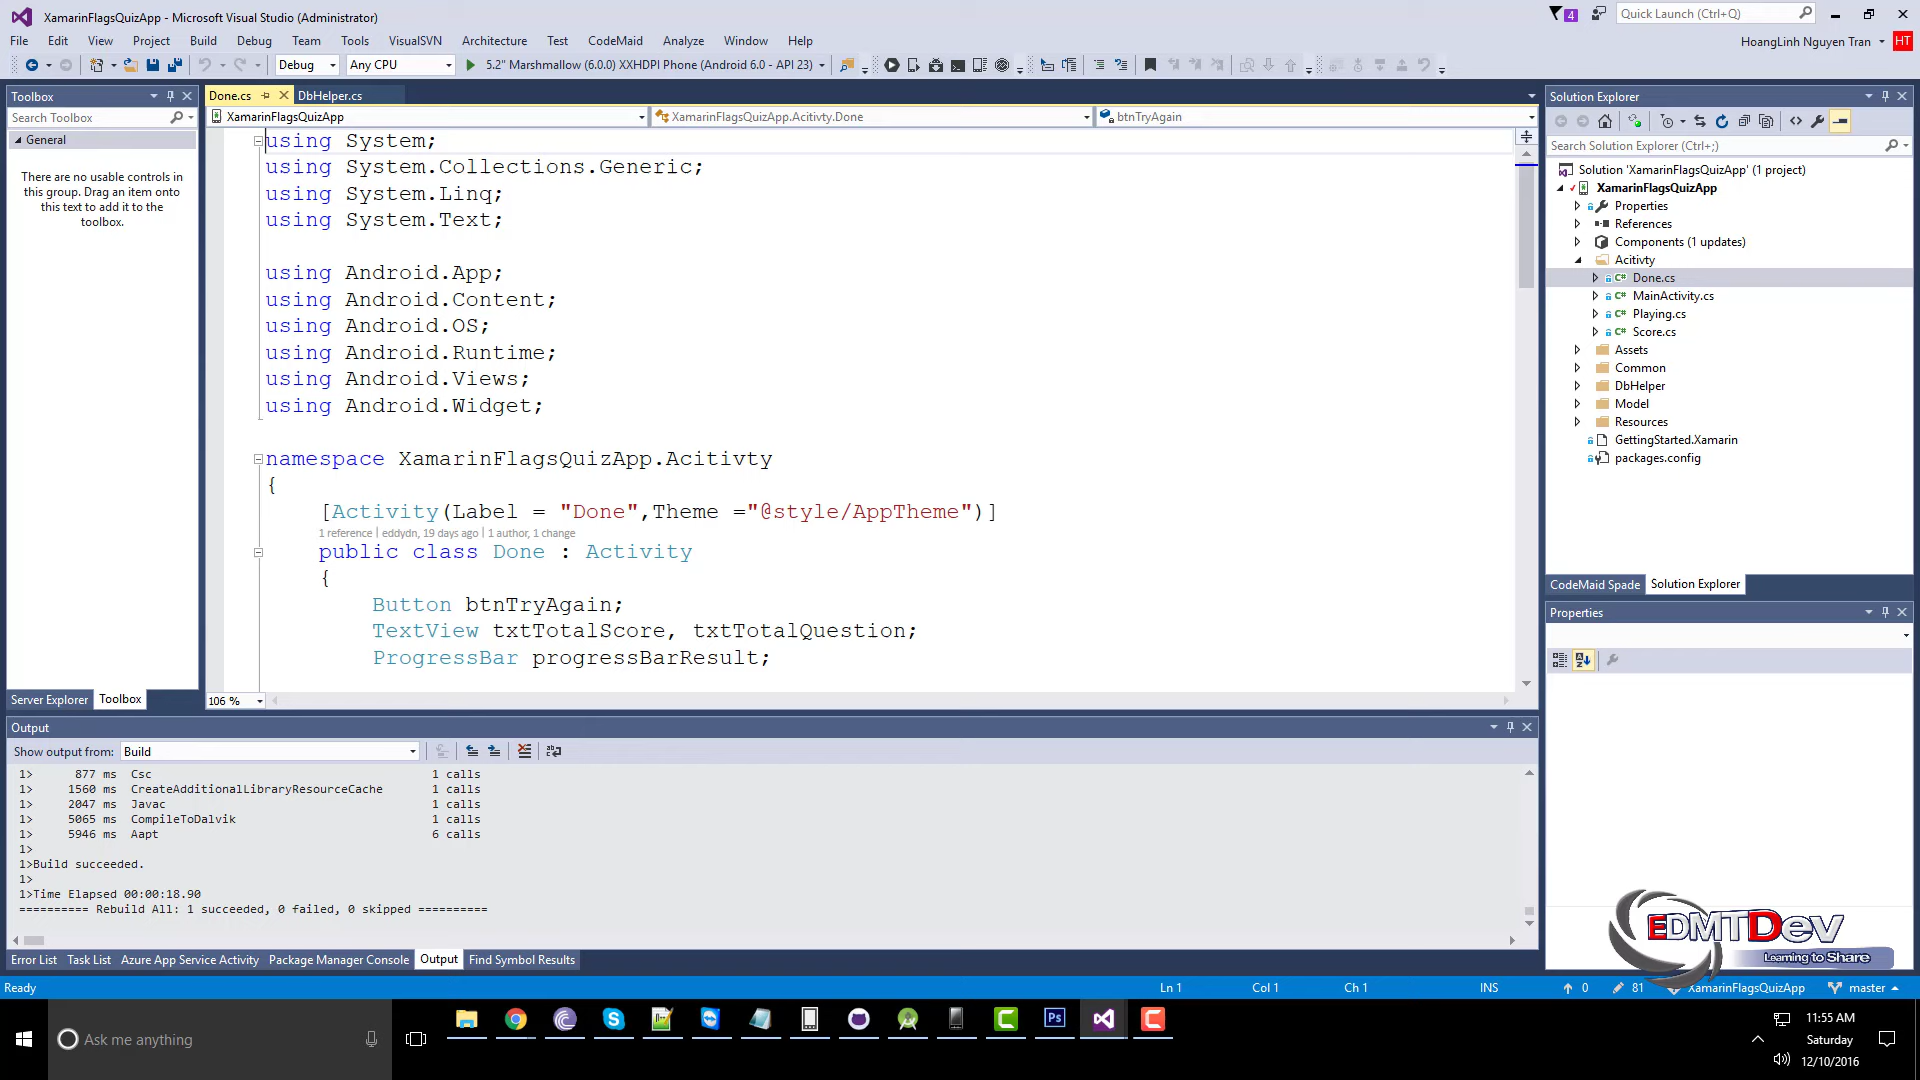 XamarinFlagsQuizApp - Microsoft Visual Studio (Administrator)
4
Quick Launch (Ctrl+Q)
File Edit View Project Build Debug Team Tools VisualSVN Architecture Test CodeMaid Analyze Window Help
HoangLinh Nguyen Tran HT
Debug Any CPU 5.2" Marshmallow (6.0.0) XXHDPI Phone (Android 6.0 - API 23)
Toolbox
Search Toolbox
General
There are no usable controls in
this group. Drag an item onto
this text to add it to the
toolbox.
Server Explorer Toolbox
Done.cs DbHelper.cs
XamarinFlagsQuizApp XamarinFlagsQuizApp.Acitivty.Done btnTryAgain
using System;
using System.Collections.Generic;
using System.Linq;
using System.Text;
using Android.App;
using Android.Content;
using Android.OS;
using Android.Runtime;
using Android.Views;
using Android.Widget;
namespace XamarinFlagsQuizApp.Acitivty
{
[Activity(Label = "Done",Theme ="@style/AppTheme")]
1 reference | eddydn, 19 days ago | 1 author, 1 change
public class Done : Activity
{
Button btnTryAgain;
TextView txtTotalScore, txtTotalQuestion;
ProgressBar progressBarResult;
106 %
Solution Explorer
Search Solution Explorer (Ctrl+;)
Solution 'XamarinFlagsQuizApp' (1 project)
XamarinFlagsQuizApp
Properties
References
Components (1 updates)
Acitivty
C# Done.cs
C# MainActivity.cs
C# Playing.cs
C# Score.cs
Assets
Common
DbHelper
Model
Resources
GettingStarted.Xamarin
packages.config
CodeMaid Spade Solution Explorer
Properties
Output
Show output from: Build
1> 877 ms Csc 1 calls
1> 1560 ms CreateAdditionalLibraryResourceCache 1 calls
1> 2047 ms Javac 1 calls
1> 5065 ms CompileToDalvik 1 calls
1> 5946 ms Aapt 6 calls
1>
1>Build succeeded.
1>
1>Time Elapsed 00:00:18.90
========== Rebuild All: 1 succeeded, 0 failed, 0 skipped ==========
Error List Task List Azure App Service Activity Package Manager Console Output Find Symbol Results
EDMTDev
Learning to Share
Ready Ln 1 Col 1 Ch 1 INS 0 81 XamarinFlagsQuizApp master
Ask me anything
Ps
11:55 AM
Saturday
12/10/2016